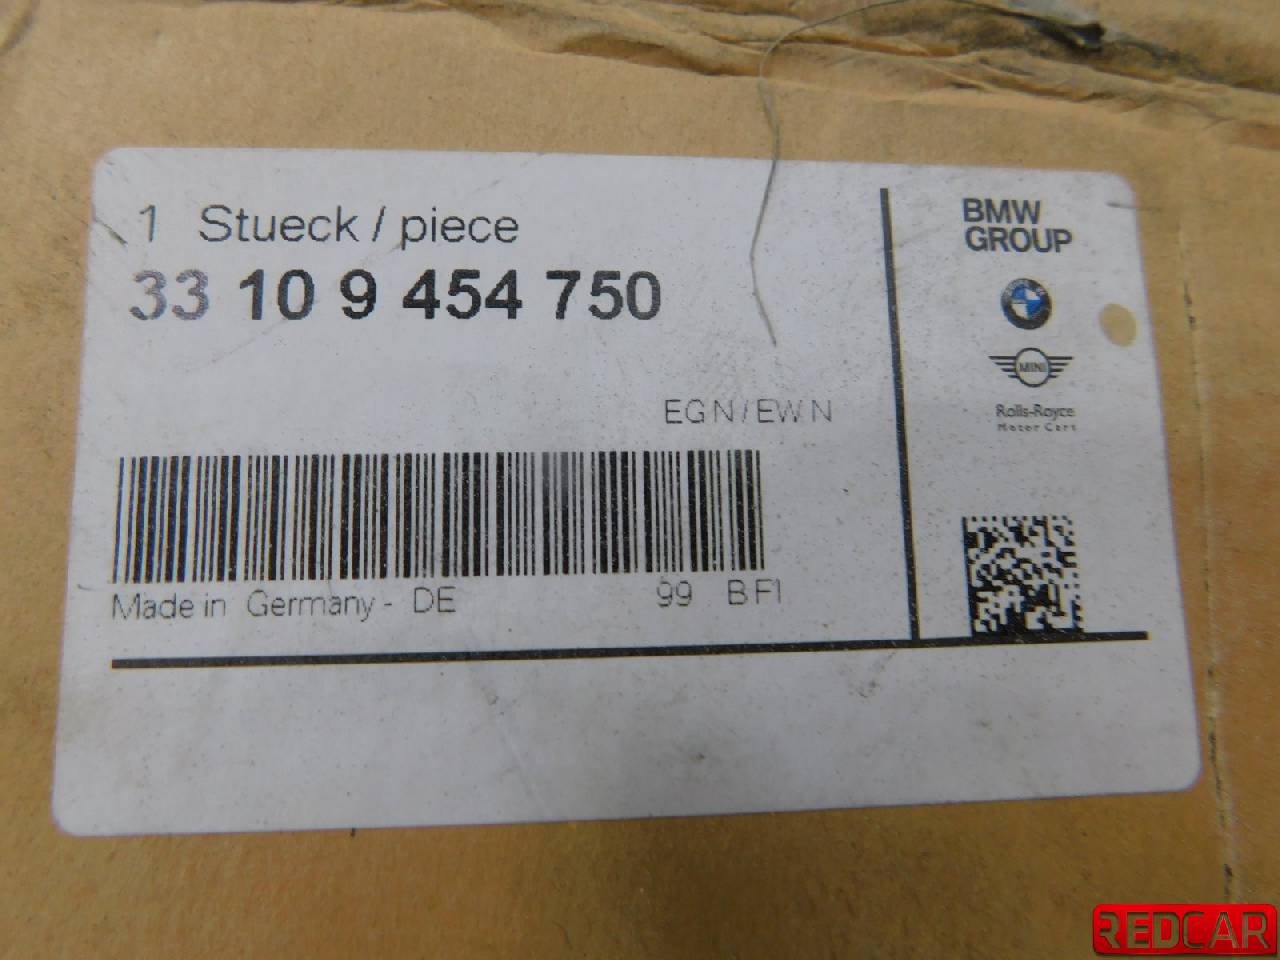 1 Stueck / piece
33 10 9 454 750
EGN/EWN
Made in Germany - DE 99 BF1
BMW
GROUP
MINI
Rolls-Royce
Motor Cars
REDCAR